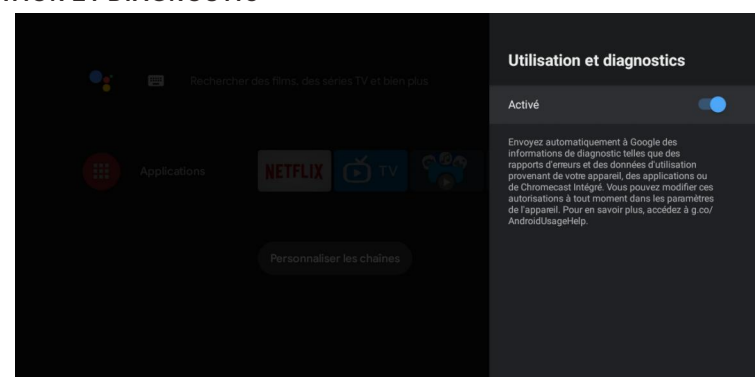 Utilisation et diagnostics
Rechercher des films, des séries TV et bien plus
Activé
Envoyez automatiquement à Google des
informations de diagnostic telles que des
rapports d'erreurs et des données d'utilisation
provenant de votre appareil, des applications ou
de Chromecast Intégré. Vous pouvez modifier ces
autorisations à tout moment dans les paramètres
de l'appareil. Pour en savoir plus, accédez à g.co/
AndroidUsageHelp.
Applications
NETFLIX
TV
Personnaliser les chaînes